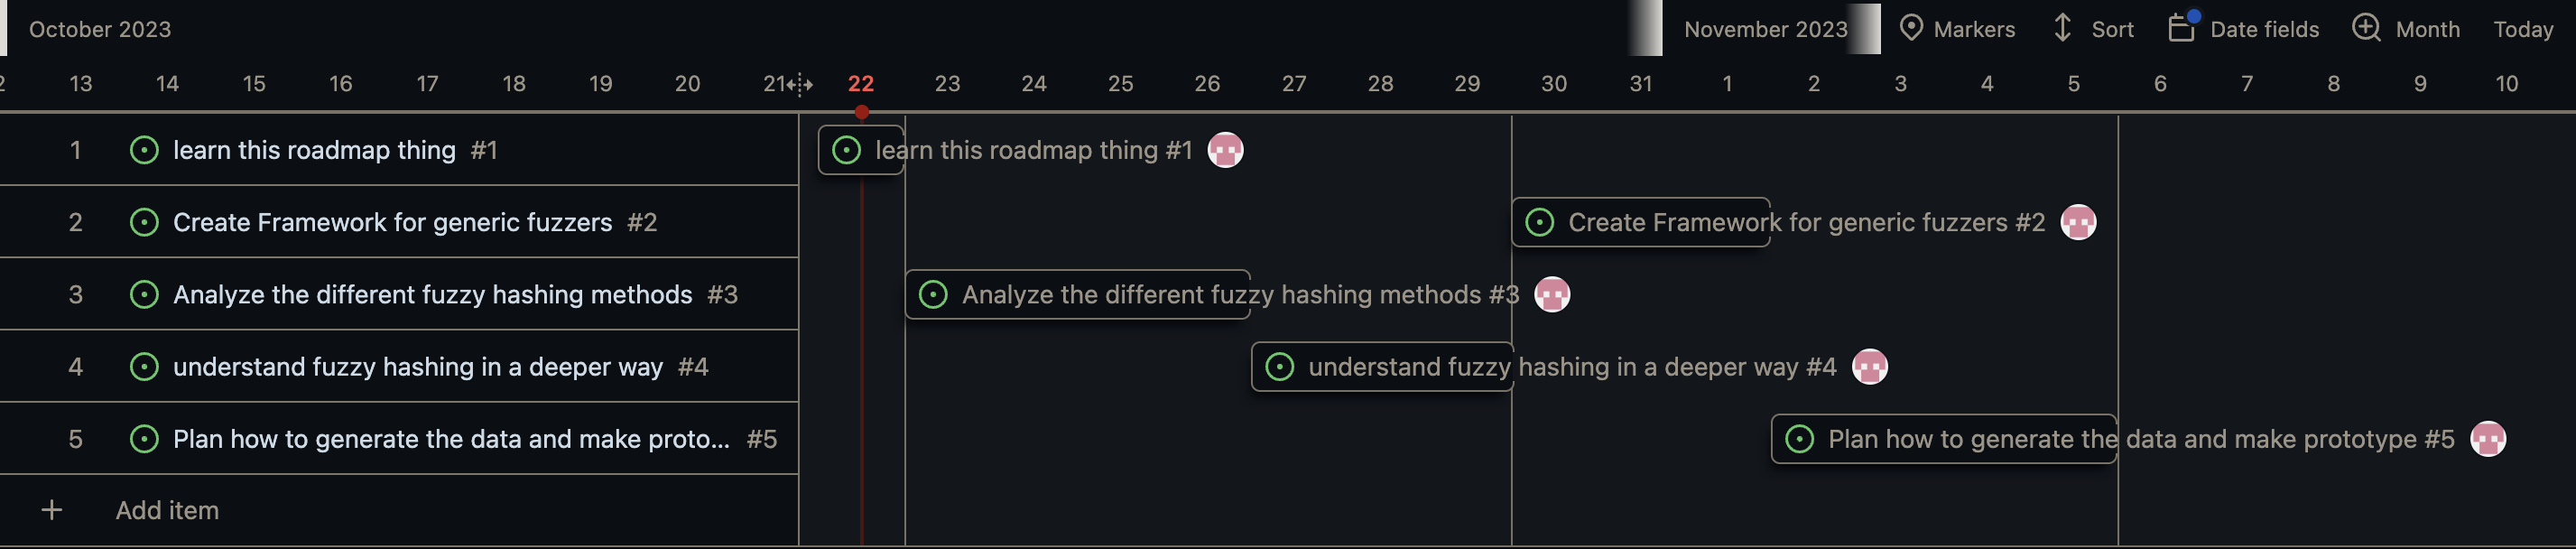 October 2023 November 2023 Markers Sort Date fields Month Today
13 14 15 16 17 18 19 20 21 22 23 24 25 26 27 28 29 30 31 1 2 3 4 5 6 7 8 9 10
1 learn this roadmap thing #1 learn this roadmap thing #1
2 Create Framework for generic fuzzers #2 Create Framework for generic fuzzers #2
3 Analyze the different fuzzy hashing methods #3 Analyze the different fuzzy hashing methods #3
4 understand fuzzy hashing in a deeper way #4 understand fuzzy hashing in a deeper way #4
5 Plan how to generate the data and make proto... #5 Plan how to generate the data and make prototype #5
+ Add item